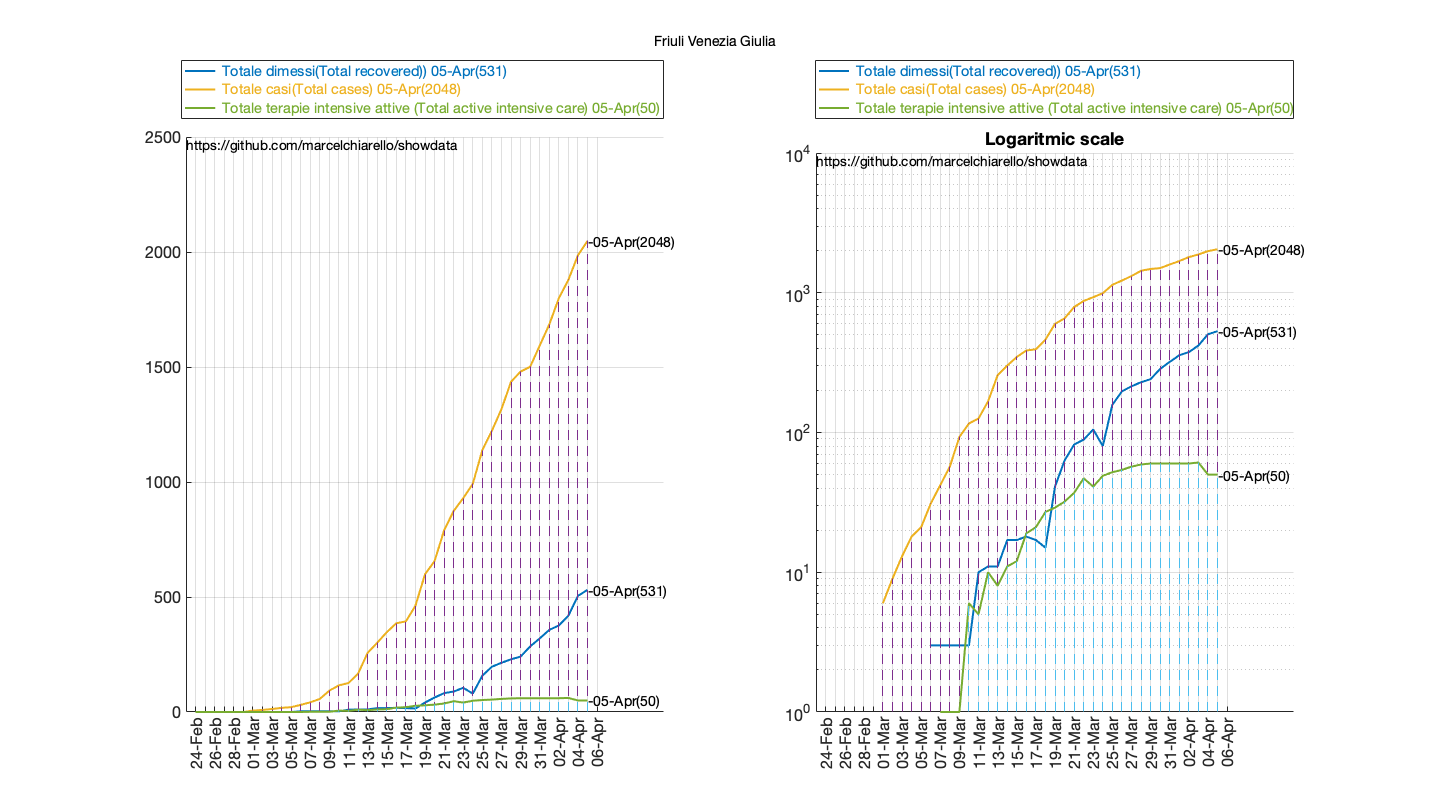 Friuli Venezia Giulia
Totale dimessi(Total recovered)) 05-Apr(531)
Totale casi(Total cases) 05-Apr(2048)
Totale terapie intensive attive (Total active intensive care) 05-Apr(50)
2500
https://github.com/marcelchiarello/showdata
2000
1500
1000
500
0
-05-Apr(2048)
-05-Apr(531)
-05-Apr(50)
24-Feb
26-Feb
28-Feb
01-Mar
03-Mar
05-Mar
07-Mar
09-Mar
11-Mar
13-Mar
15-Mar
17-Mar
19-Mar
21-Mar
23-Mar
25-Mar
27-Mar
29-Mar
31-Mar
02-Apr
04-Apr
06-Apr
Totale dimessi(Total recovered)) 05-Apr(531)
Totale casi(Total cases) 05-Apr(2048)
Totale terapie intensive attive (Total active intensive care) 05-Apr(50)
Logaritmic scale
10^4
https://github.com/marcelchiarello/showdata
10^3
10^2
10^1
10^0
-05-Apr(2048)
-05-Apr(531)
-05-Apr(50)
24-Feb
26-Feb
28-Feb
01-Mar
03-Mar
05-Mar
07-Mar
09-Mar
11-Mar
13-Mar
15-Mar
17-Mar
19-Mar
21-Mar
23-Mar
25-Mar
27-Mar
29-Mar
31-Mar
02-Apr
04-Apr
06-Apr